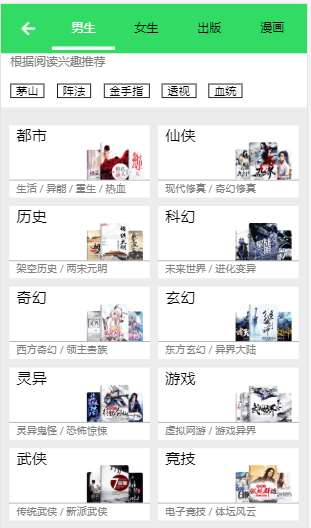 男生 女生 出版 漫画
根据阅读兴趣推荐
茅山 阵法 金手指 透视 血统
都市 仙侠
生活 / 异能 / 重生 / 热血 现代修真 / 奇幻修真
历史 科幻
架空历史 / 两宋元明 未来世界 / 进化变异
奇幻 玄幻
西方奇幻 / 领主贵族 东方玄幻 / 异界大陆
灵异 游戏
灵异鬼怪 / 恐怖惊悚 虚拟网游 / 游戏异界
武侠 竞技
传统武侠 / 新派武侠 电子竞技 / 体坛风云